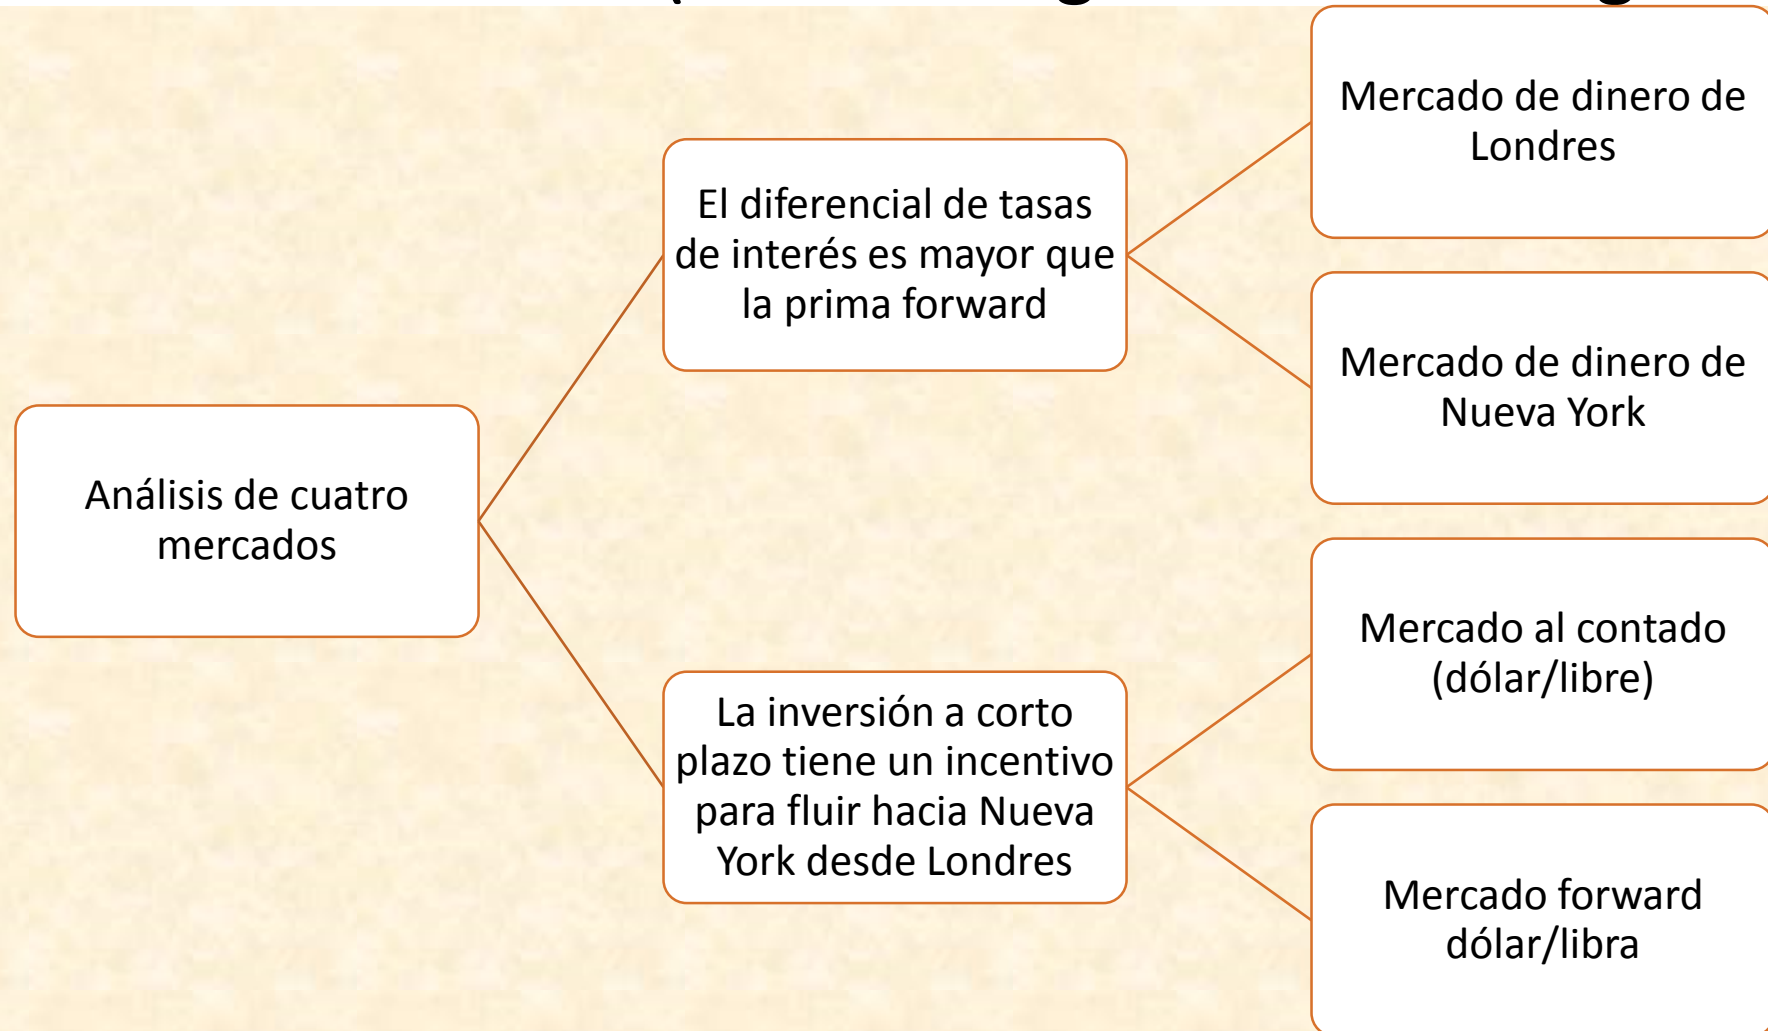 Análisis de cuatro
mercados
El diferencial de tasas
de interés es mayor que
la prima forward
Mercado de dinero de
Londres
Mercado de dinero de
Nueva York
La inversión a corto
plazo tiene un incentivo
para fluir hacia Nueva
York desde Londres
Mercado al contado
(dólar/libre)
Mercado forward
dólar/libra